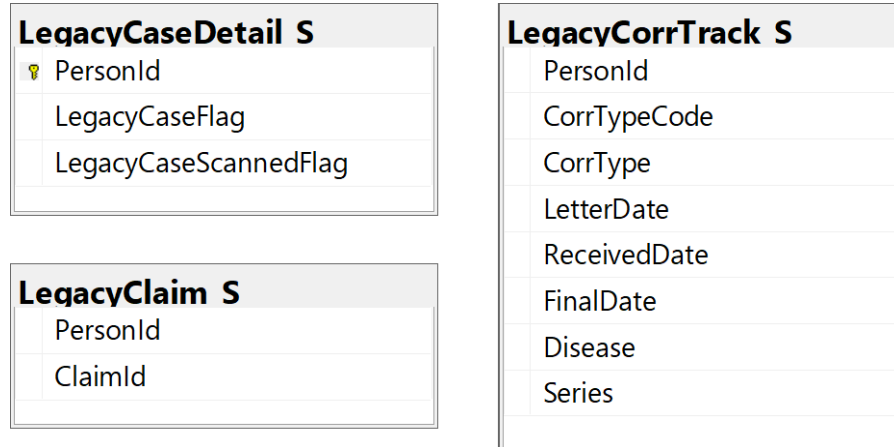 LegacyCaseDetail_S
PersonId
LegacyCaseFlag
LegacyCaseScannedFlag
LegacyClaim_S
PersonId
ClaimId
LegacyCorrTrack_S
PersonId
CorrTypeCode
CorrType
LetterDate
ReceivedDate
FinalDate
Disease
Series